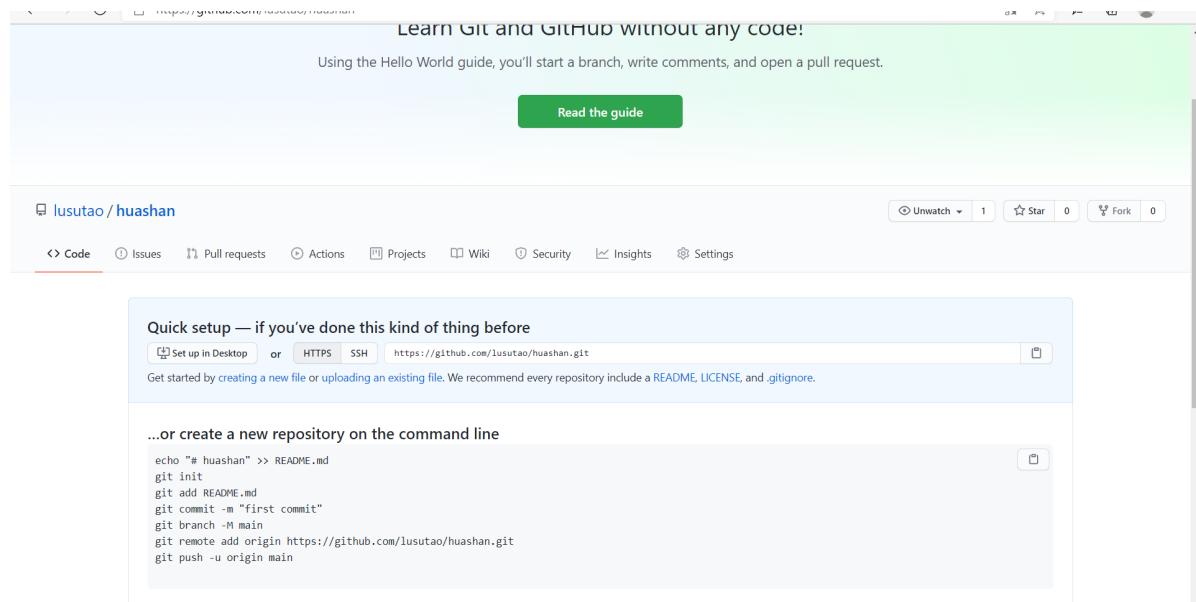 https://github.com/lusutao/huashan
Learn Git and GitHub without any code!
Using the Hello World guide, you’ll start a branch, write comments, and open a pull request.
Read the guide
lusutao / huashan
Unwatch 1 Star 0 Fork 0
Code Issues Pull requests Actions Projects Wiki Security Insights Settings
Quick setup — if you’ve done this kind of thing before
Set up in Desktop or HTTPS SSH https://github.com/lusutao/huashan.git
Get started by creating a new file or uploading an existing file. We recommend every repository include a README, LICENSE, and .gitignore.
…or create a new repository on the command line
echo "# huashan" >> README.md
git init
git add README.md
git commit -m "first commit"
git branch -M main
git remote add origin https://github.com/lusutao/huashan.git
git push -u origin main